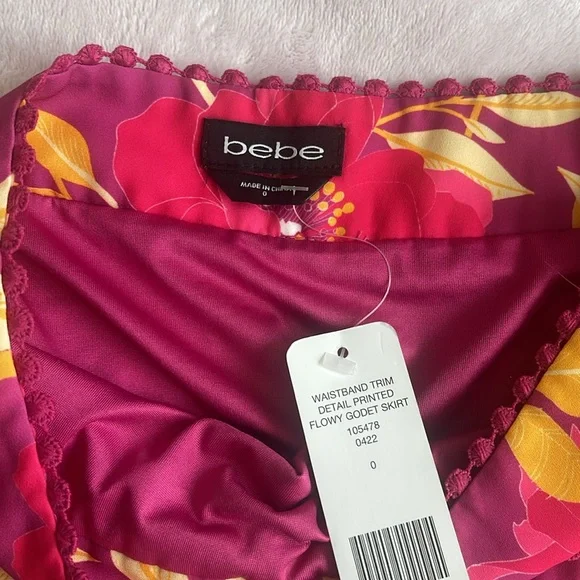 bebe
MADE IN CHINA
0
WAISTBAND TRIM
DETAIL PRINTED
FLOWY GODET SKIRT
105478
0422
0